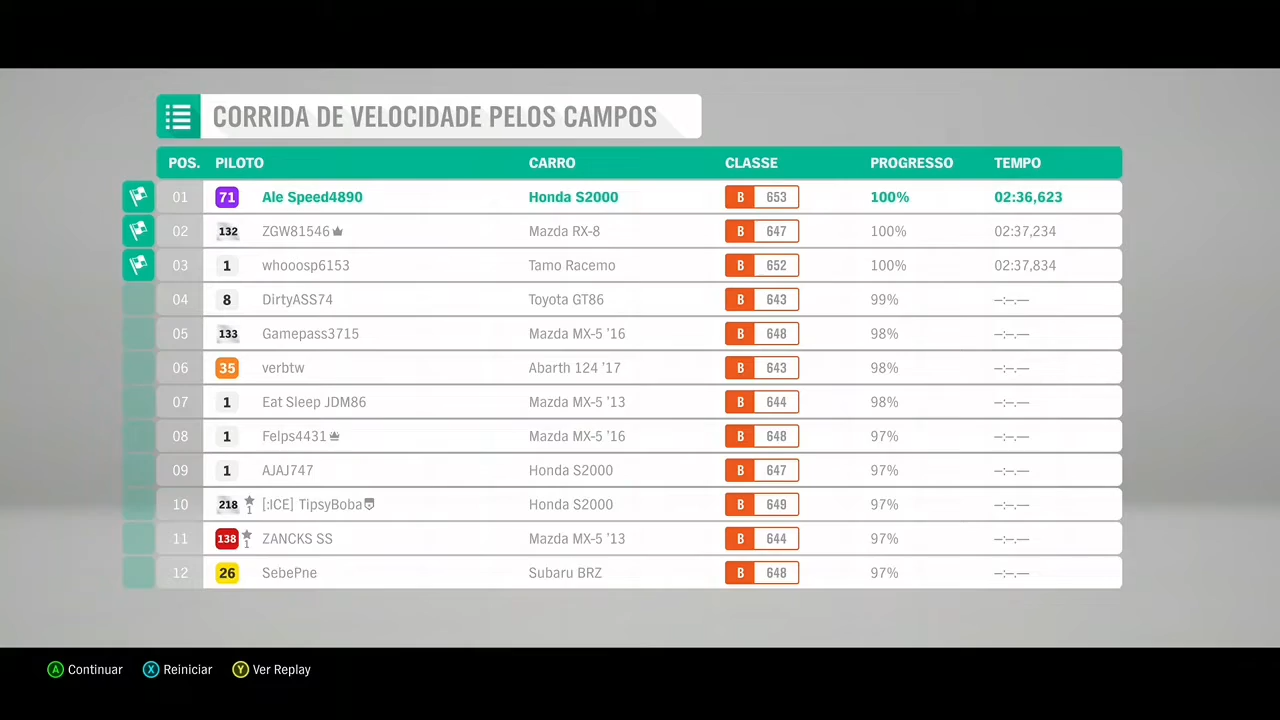 CORRIDA DE VELOCIDADE PELOS CAMPOS
POS. PILOTO CARRO CLASSE PROGRESSO TEMPO
01 71 Ale Speed4890 Honda S2000 B 653 100% 02:36,623
02 132 ZGW81546 Mazda RX-8 B 647 100% 02:37,234
03 1 whooosp6153 Tamo Racemo B 652 100% 02:37,834
04 8 DirtyASS74 Toyota GT86 B 643 99% –:–.––
05 133 Gamepass3715 Mazda MX-5 '16 B 648 98% –:–.––
06 35 verbtw Abarth 124 '17 B 643 98% –:–.––
07 1 Eat Sleep JDM86 Mazda MX-5 '13 B 644 98% –:–.––
08 1 Felps4431 Mazda MX-5 '16 B 648 97% –:–.––
09 1 AJAJ747 Honda S2000 B 647 97% –:–.––
10 218 1 [:ICE] TipsyBoba Honda S2000 B 649 97% –:–.––
11 138 1 ZANCKS SS Mazda MX-5 '13 B 644 97% –:–.––
12 26 SebePne Subaru BRZ B 648 97% –:–.––
A Continuar X Reiniciar Y Ver Replay